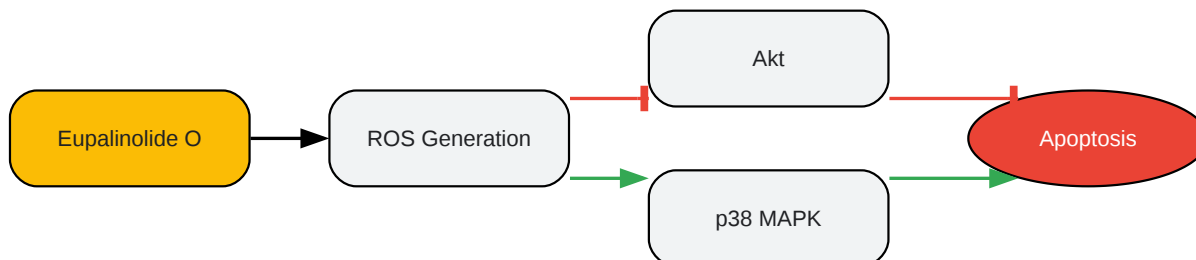 Eupalinolide O
ROS Generation
Akt
p38 MAPK
Apoptosis